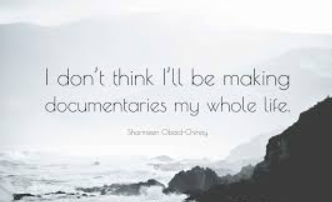 I don't think I'll be making
documentaries my whole life.
Sharmeen Obaid-Chinoy